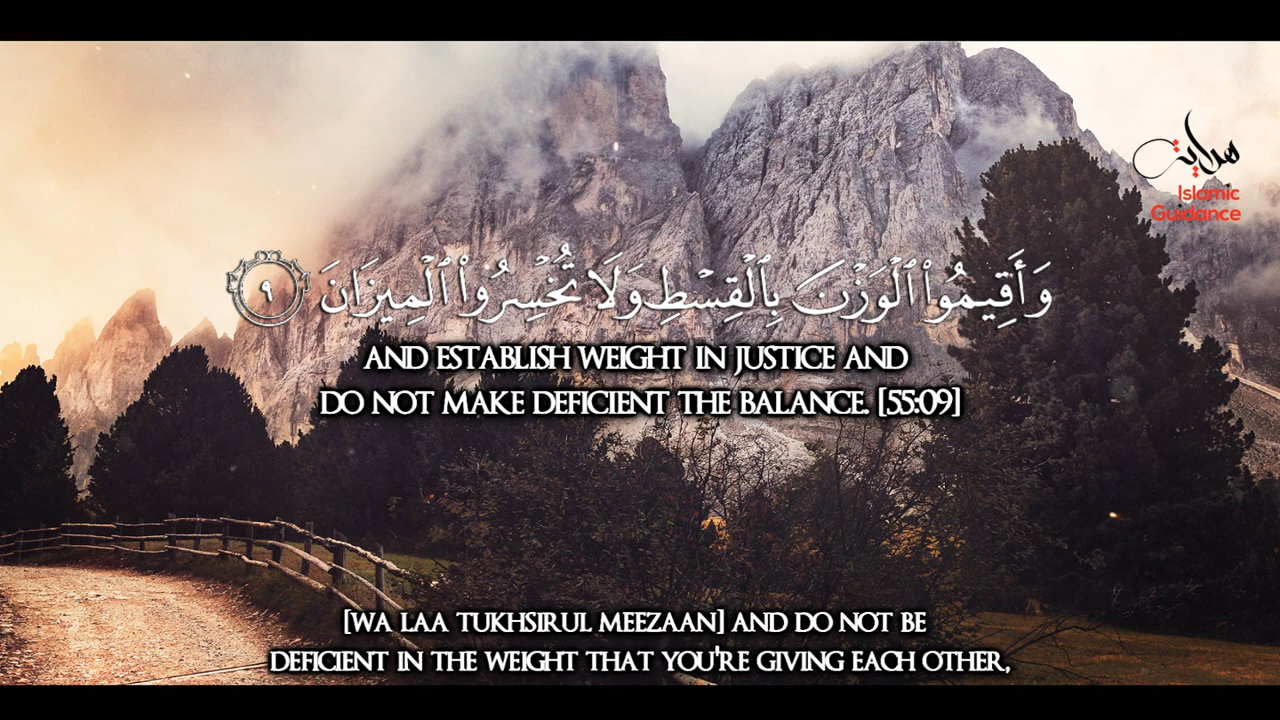 هداية
Islamic
Guidance
وَأَقِيمُوا۟ ٱلْوَزْنَ بِٱلْقِسْطِ وَلَا تُخْسِرُوا۟ ٱلْمِيزَانَ ٩
AND ESTABLISH WEIGHT IN JUSTICE AND
DO NOT MAKE DEFICIENT THE BALANCE. [55:09]
[WA LAA TUKHSIRUL MEEZAAN] AND DO NOT BE
DEFICIENT IN THE WEIGHT THAT YOU'RE GIVING EACH OTHER,